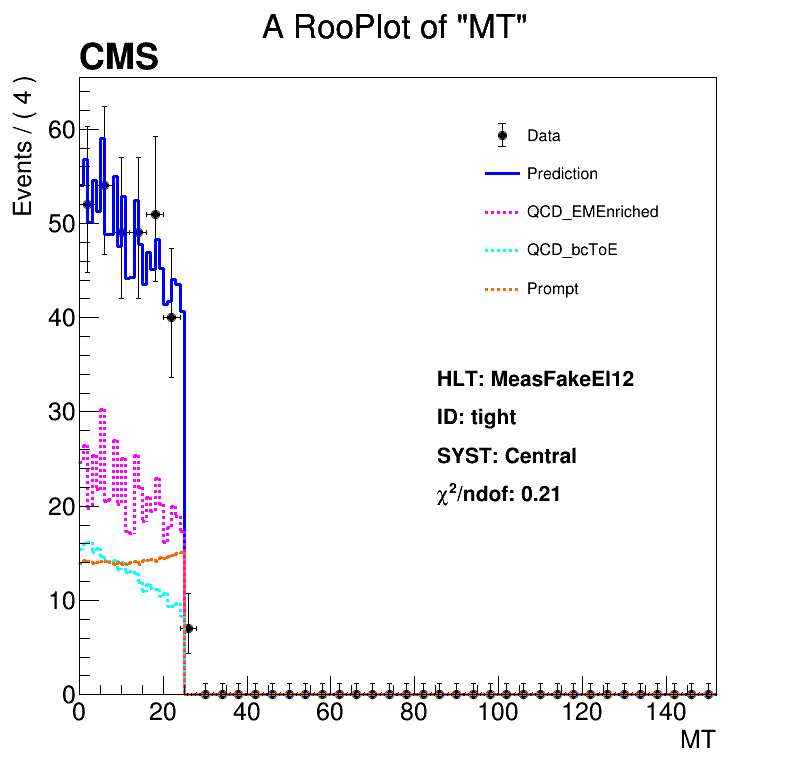 A RooPlot of "MT"
CMS
Events / ( 4 )
60
50
40
30
20
10
0
Data
Prediction
QCD_EMEnriched
QCD_bcToE
Prompt
HLT: MeasFakeEl12
ID: tight
SYST: Central
χ²/ndof: 0.21
0 20 40 60 80 100 120 140
MT